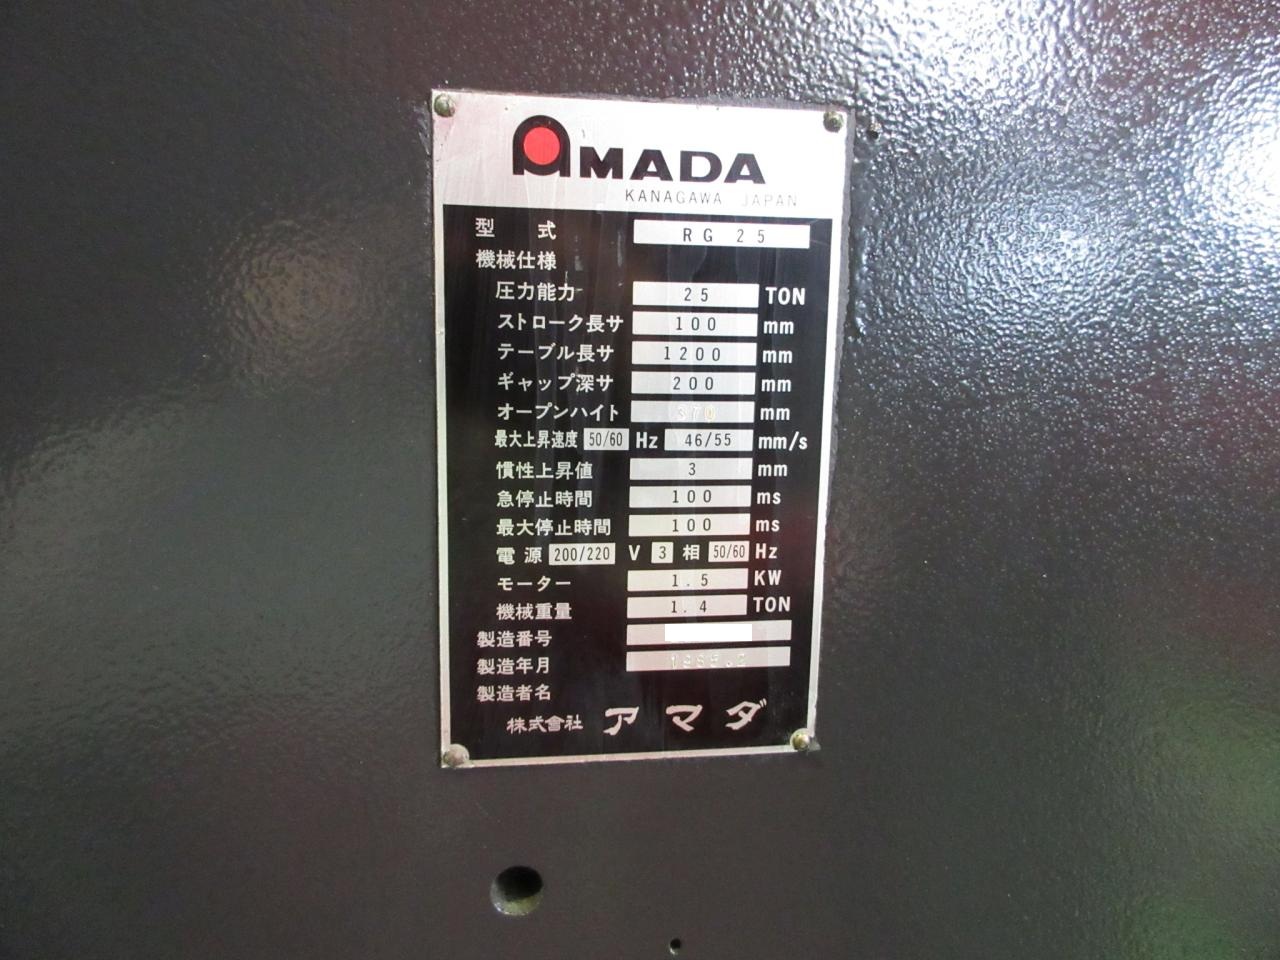 AMADA
KANAGAWA JAPAN
型式 RG 25
機械仕様
圧力能力 25 TON
ストローク長サ 100 mm
テーブル長サ 1200 mm
ギャップ深サ 200 mm
オープンハイト 370 mm
最大上昇速度 50/60 Hz 46/55 mm/s
慣性上昇値 3 mm
急停止時間 100 ms
最大停止時間 100 ms
電源 200/220 V 3 相 50/60 Hz
モーター 1.5 KW
機械重量 1.4 TON
製造番号
製造年月
製造者名
株式會社 アマダ